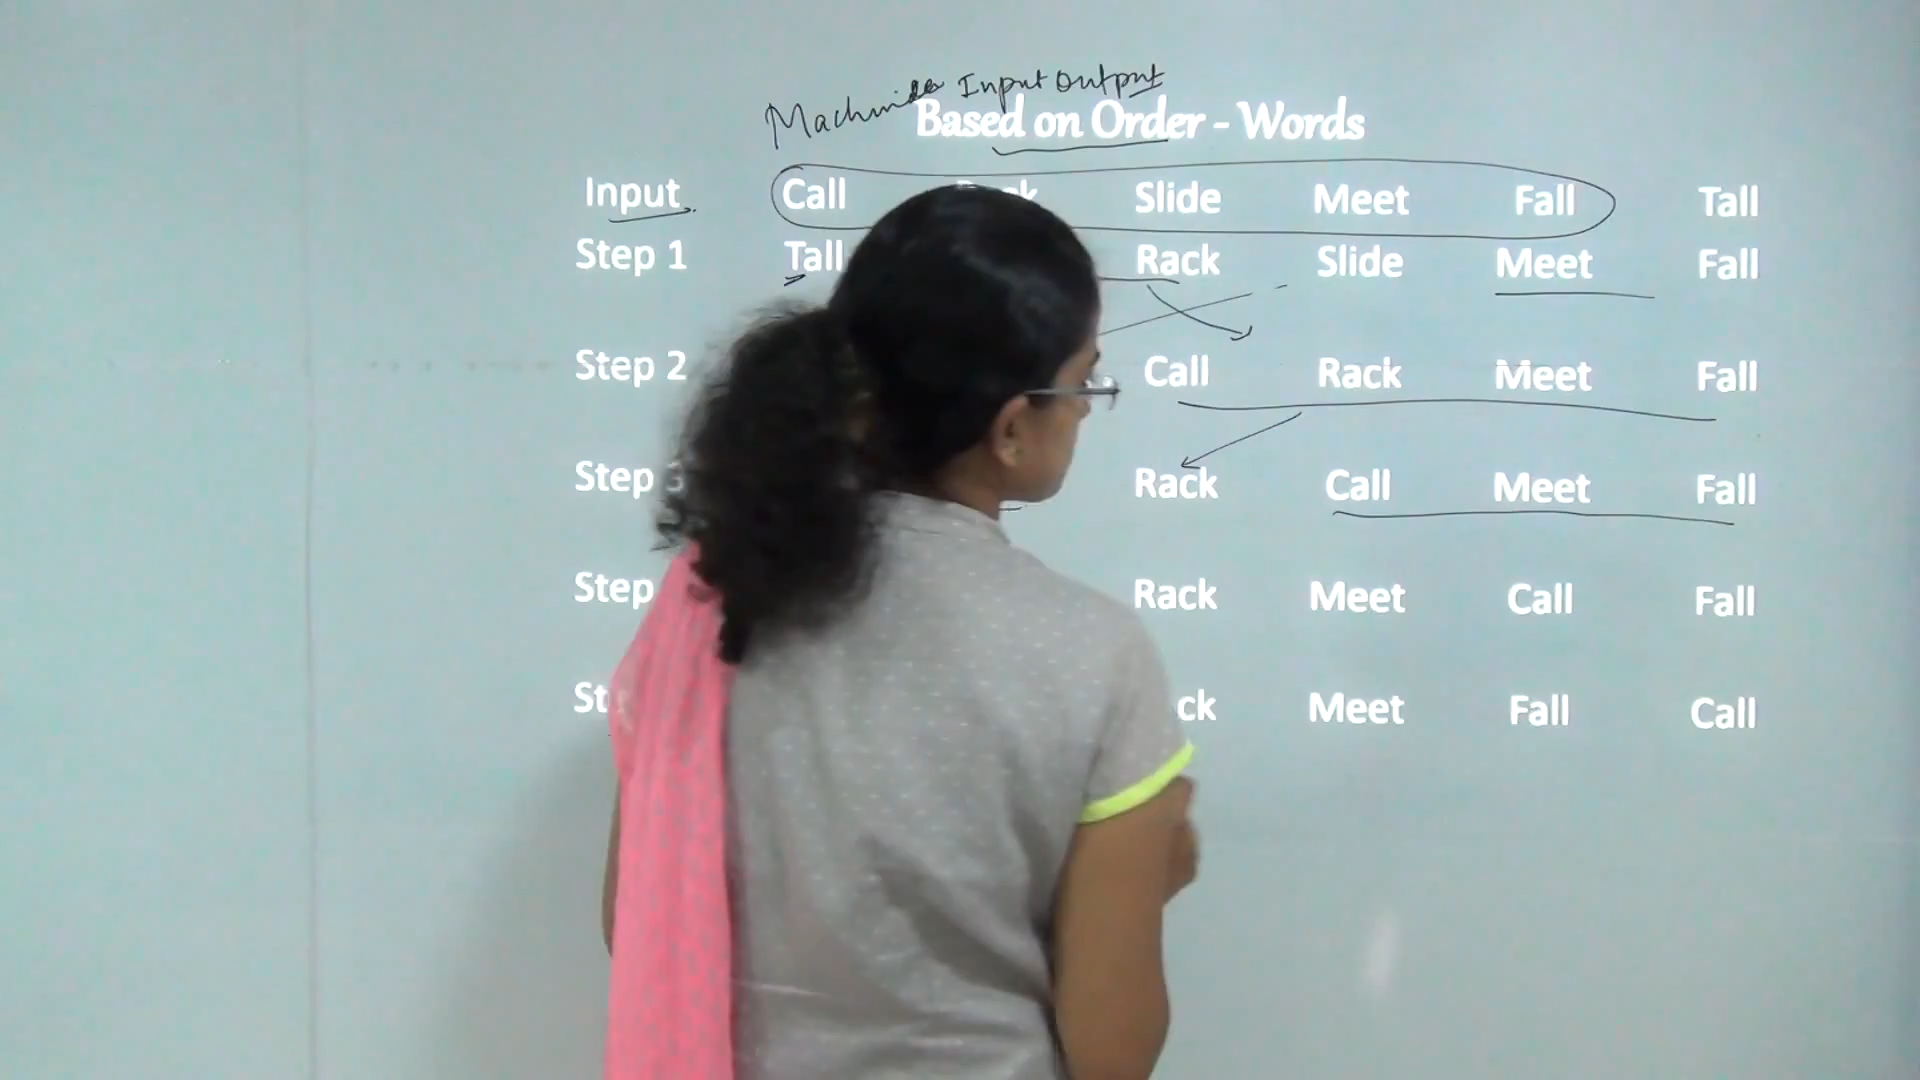 Machine Input Output
Based on Order - Words
Input Call Slide Meet Fall Tall
Step 1 Tall Rack Slide Meet Fall
Step 2 Call Rack Meet Fall
Step 3 Rack Call Meet Fall
Step Rack Meet Call Fall
Meet Fall Call